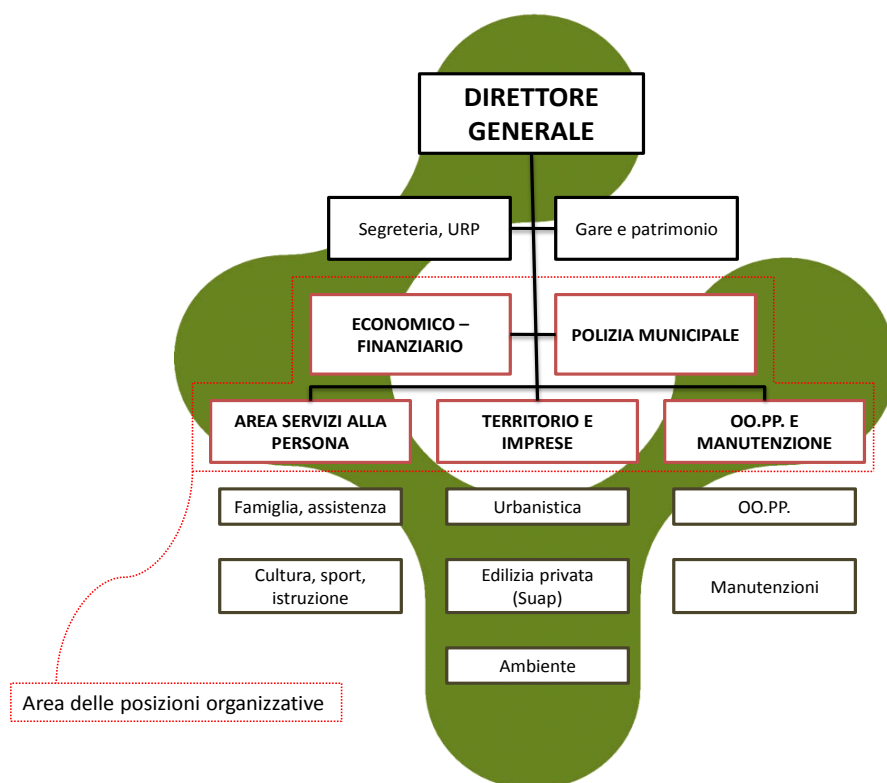 DIRETTORE
GENERALE
Segreteria, URP
Gare e patrimonio
ECONOMICO –
FINANZIARIO
POLIZIA MUNICIPALE
AREA SERVIZI ALLA
PERSONA
TERRITORIO E
IMPRESE
OO.PP. E
MANUTENZIONE
Famiglia, assistenza
Urbanistica
OO.PP.
Cultura, sport,
istruzione
Edilizia privata
(Suap)
Manutenzioni
Ambiente
Area delle posizioni organizzative